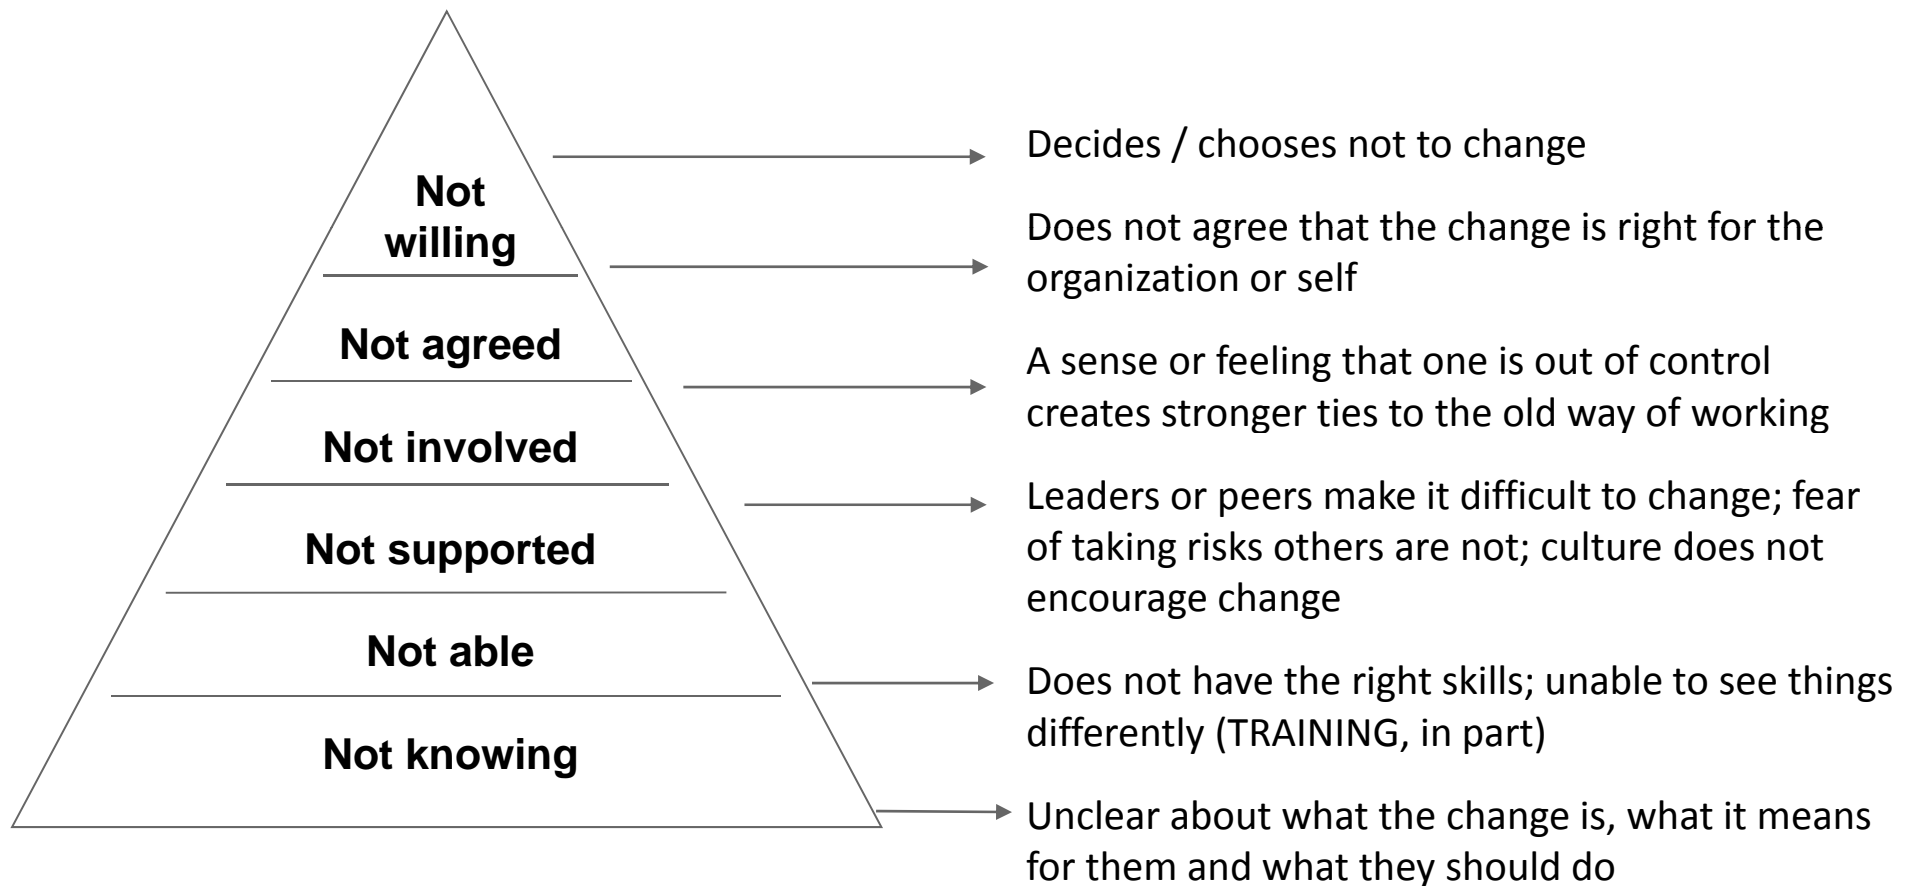 Not
willing
Decides / chooses not to change
Not agreed
Does not agree that the change is right for the
organization or self
Not involved
A sense or feeling that one is out of control
creates stronger ties to the old way of working
Not supported
Leaders or peers make it difficult to change; fear
of taking risks others are not; culture does not
encourage change
Not able
Does not have the right skills; unable to see things
differently (TRAINING, in part)
Not knowing
Unclear about what the change is, what it means
for them and what they should do